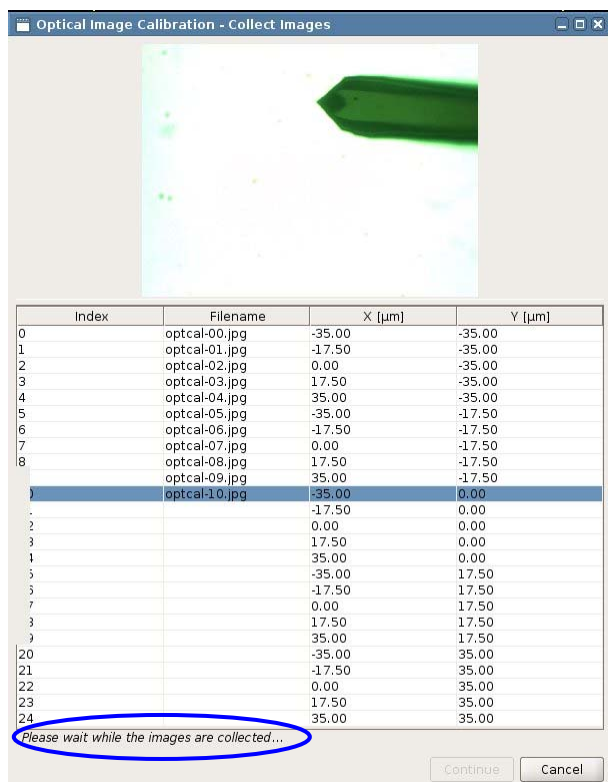 Optical Image Calibration - Collect Images
Index Filename X [µm] Y [µm]
0 optcal-00.jpg -35.00 -35.00
1 optcal-01.jpg -17.50 -35.00
2 optcal-02.jpg 0.00 -35.00
3 optcal-03.jpg 17.50 -35.00
4 optcal-04.jpg 35.00 -35.00
5 optcal-05.jpg -35.00 -17.50
6 optcal-06.jpg -17.50 -17.50
7 optcal-07.jpg 0.00 -17.50
8 optcal-08.jpg 17.50 -17.50
optcal-09.jpg 35.00 -17.50
optcal-10.jpg -35.00 0.00
-17.50 0.00
0.00 0.00
17.50 0.00
35.00 0.00
-35.00 17.50
-17.50 17.50
0.00 17.50
17.50 17.50
35.00 17.50
20 -35.00 35.00
21 -17.50 35.00
22 0.00 35.00
23 17.50 35.00
24 35.00 35.00
Please wait while the images are collected...
Continue Cancel